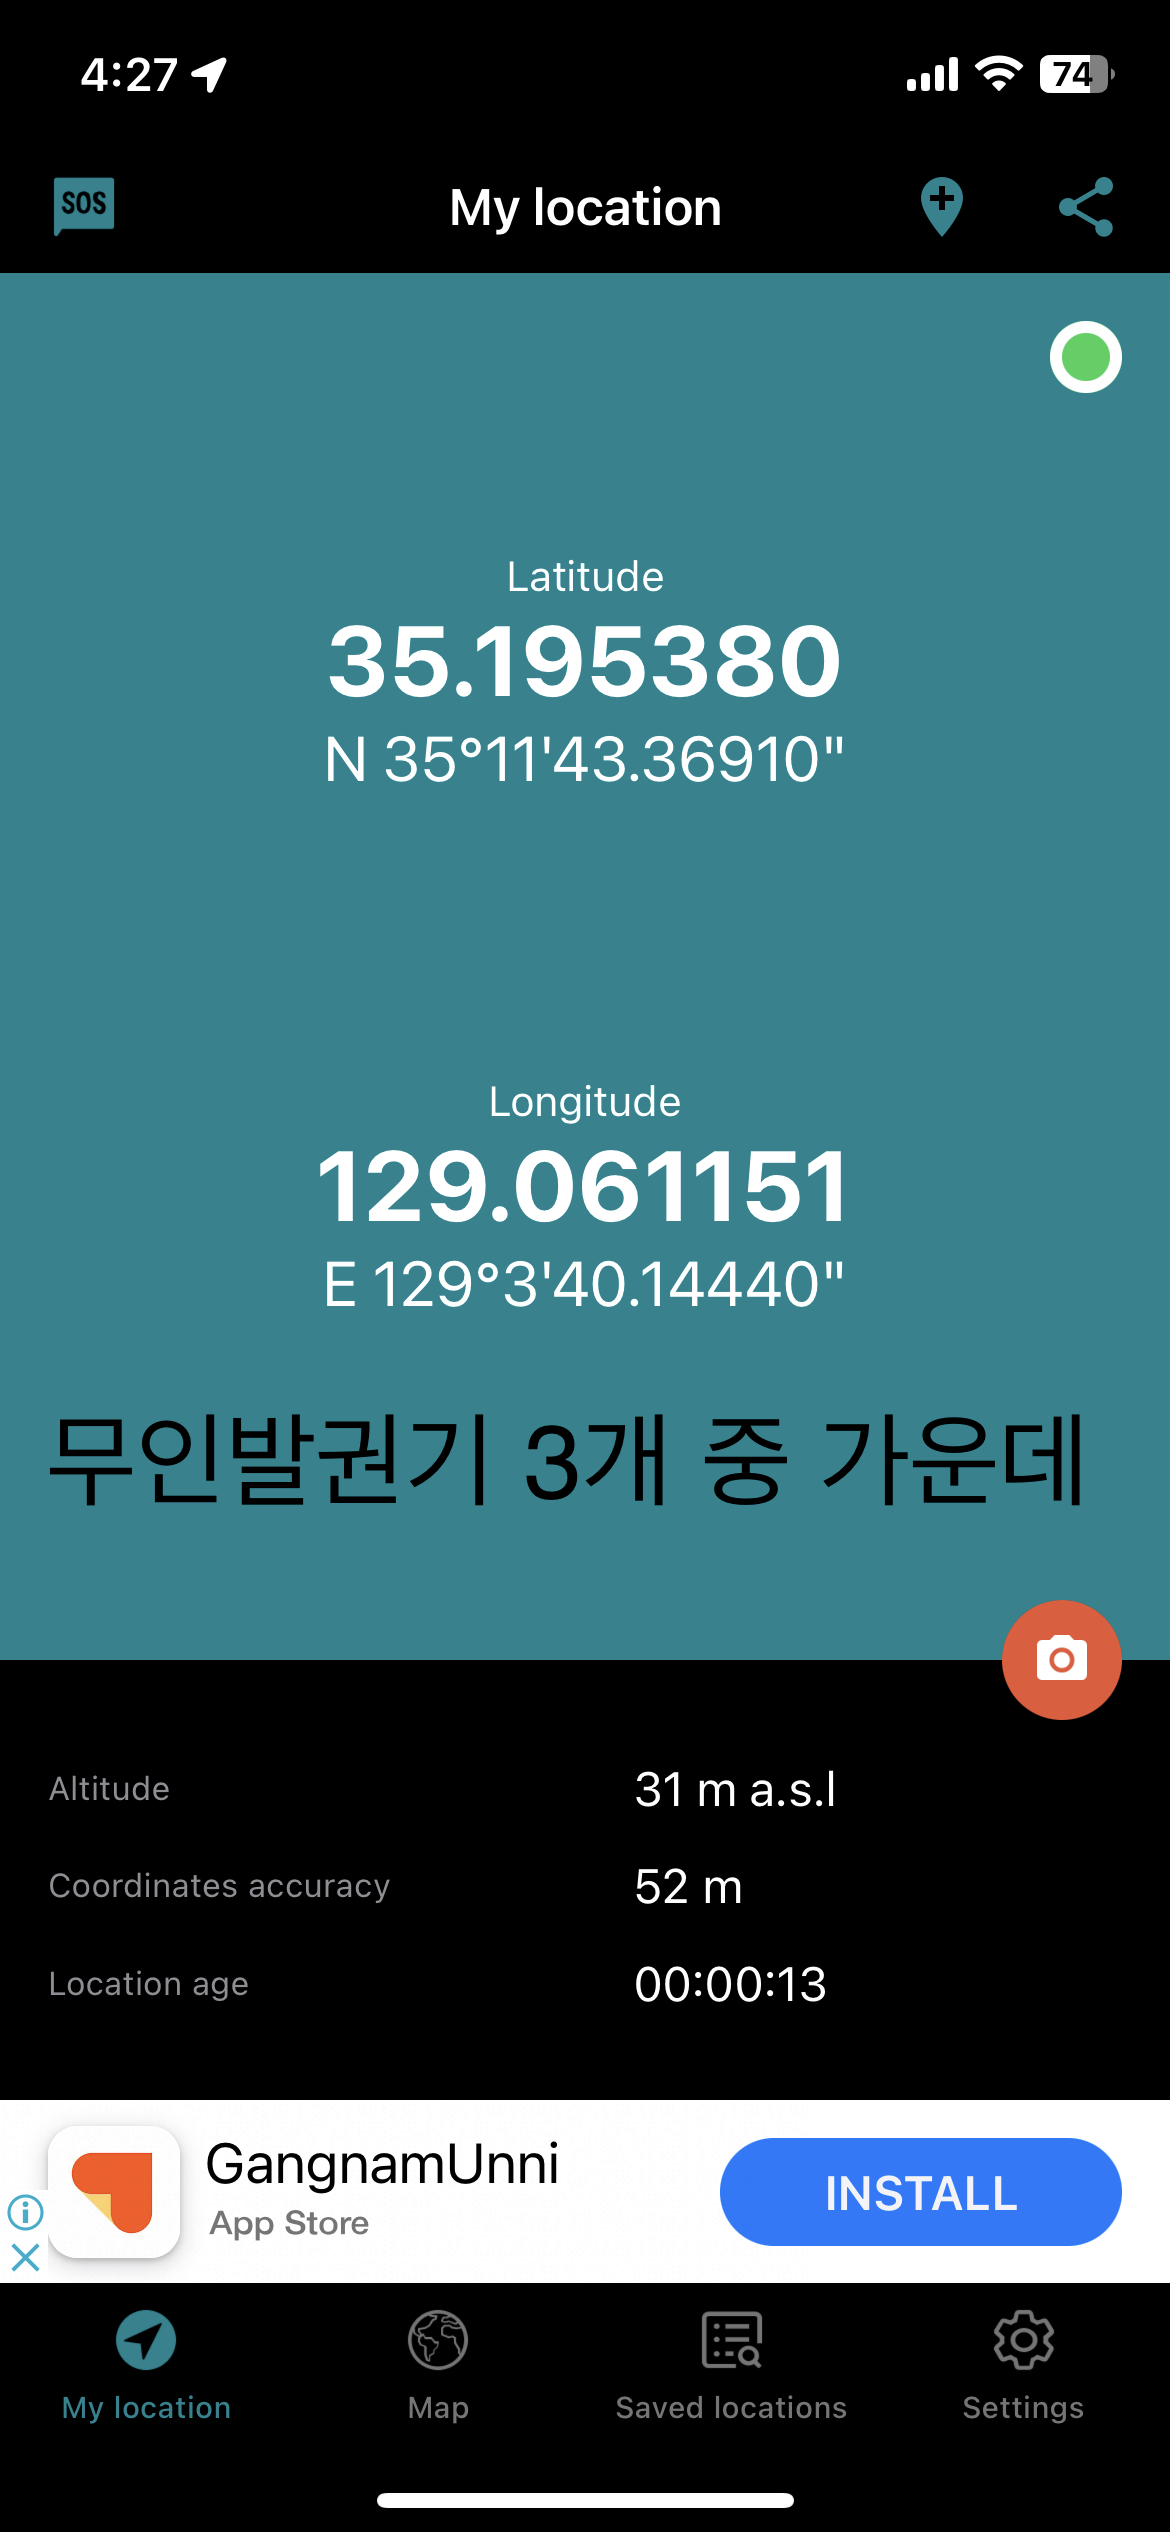 4:27
74
SOS
My location
Latitude
35.195380
N 35°11'43.36910"
Longitude
129.061151
E 129°3'40.14440"
무인발권기 3개 중 가운데
Altitude 31 m a.s.l
Coordinates accuracy 52 m
Location age 00:00:13
GangnamUnni
App Store
INSTALL
My location Map Saved locations Settings